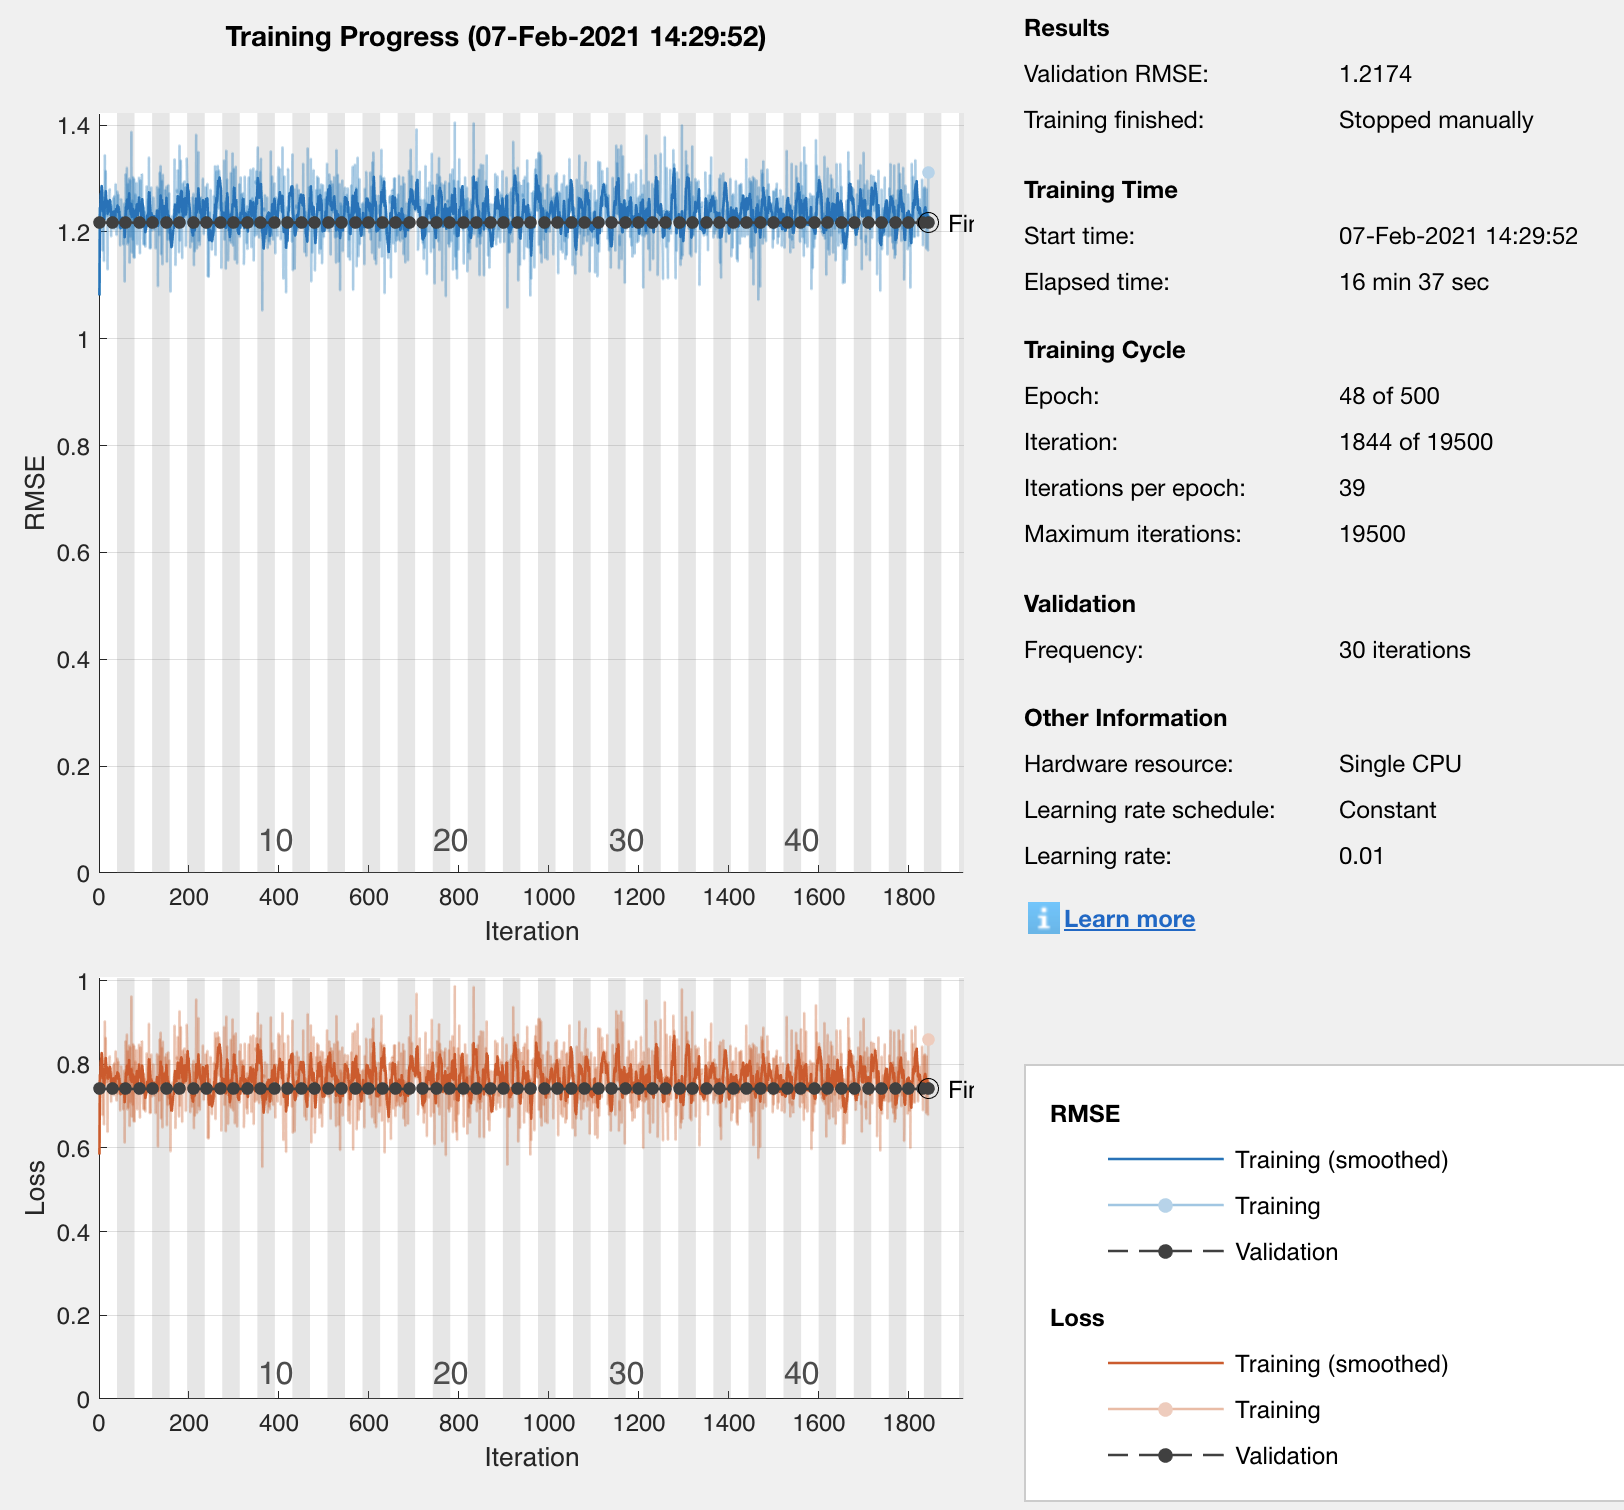 Training Progress (07-Feb-2021 14:29:52)
1.4
1.2
1
0.8
0.6
0.4
0.2
0
RMSE
10 20 30 40
0 200 400 600 800 1000 1200 1400 1600 1800
Iteration
Fir
1
0.8
0.6
0.4
0.2
0
Loss
10 20 30 40
0 200 400 600 800 1000 1200 1400 1600 1800
Iteration
Fir
Results
Validation RMSE: 1.2174
Training finished: Stopped manually
Training Time
Start time: 07-Feb-2021 14:29:52
Elapsed time: 16 min 37 sec
Training Cycle
Epoch: 48 of 500
Iteration: 1844 of 19500
Iterations per epoch: 39
Maximum iterations: 19500
Validation
Frequency: 30 iterations
Other Information
Hardware resource: Single CPU
Learning rate schedule: Constant
Learning rate: 0.01
i Learn more
RMSE
Training (smoothed)
Training
Validation
Loss
Training (smoothed)
Training
Validation